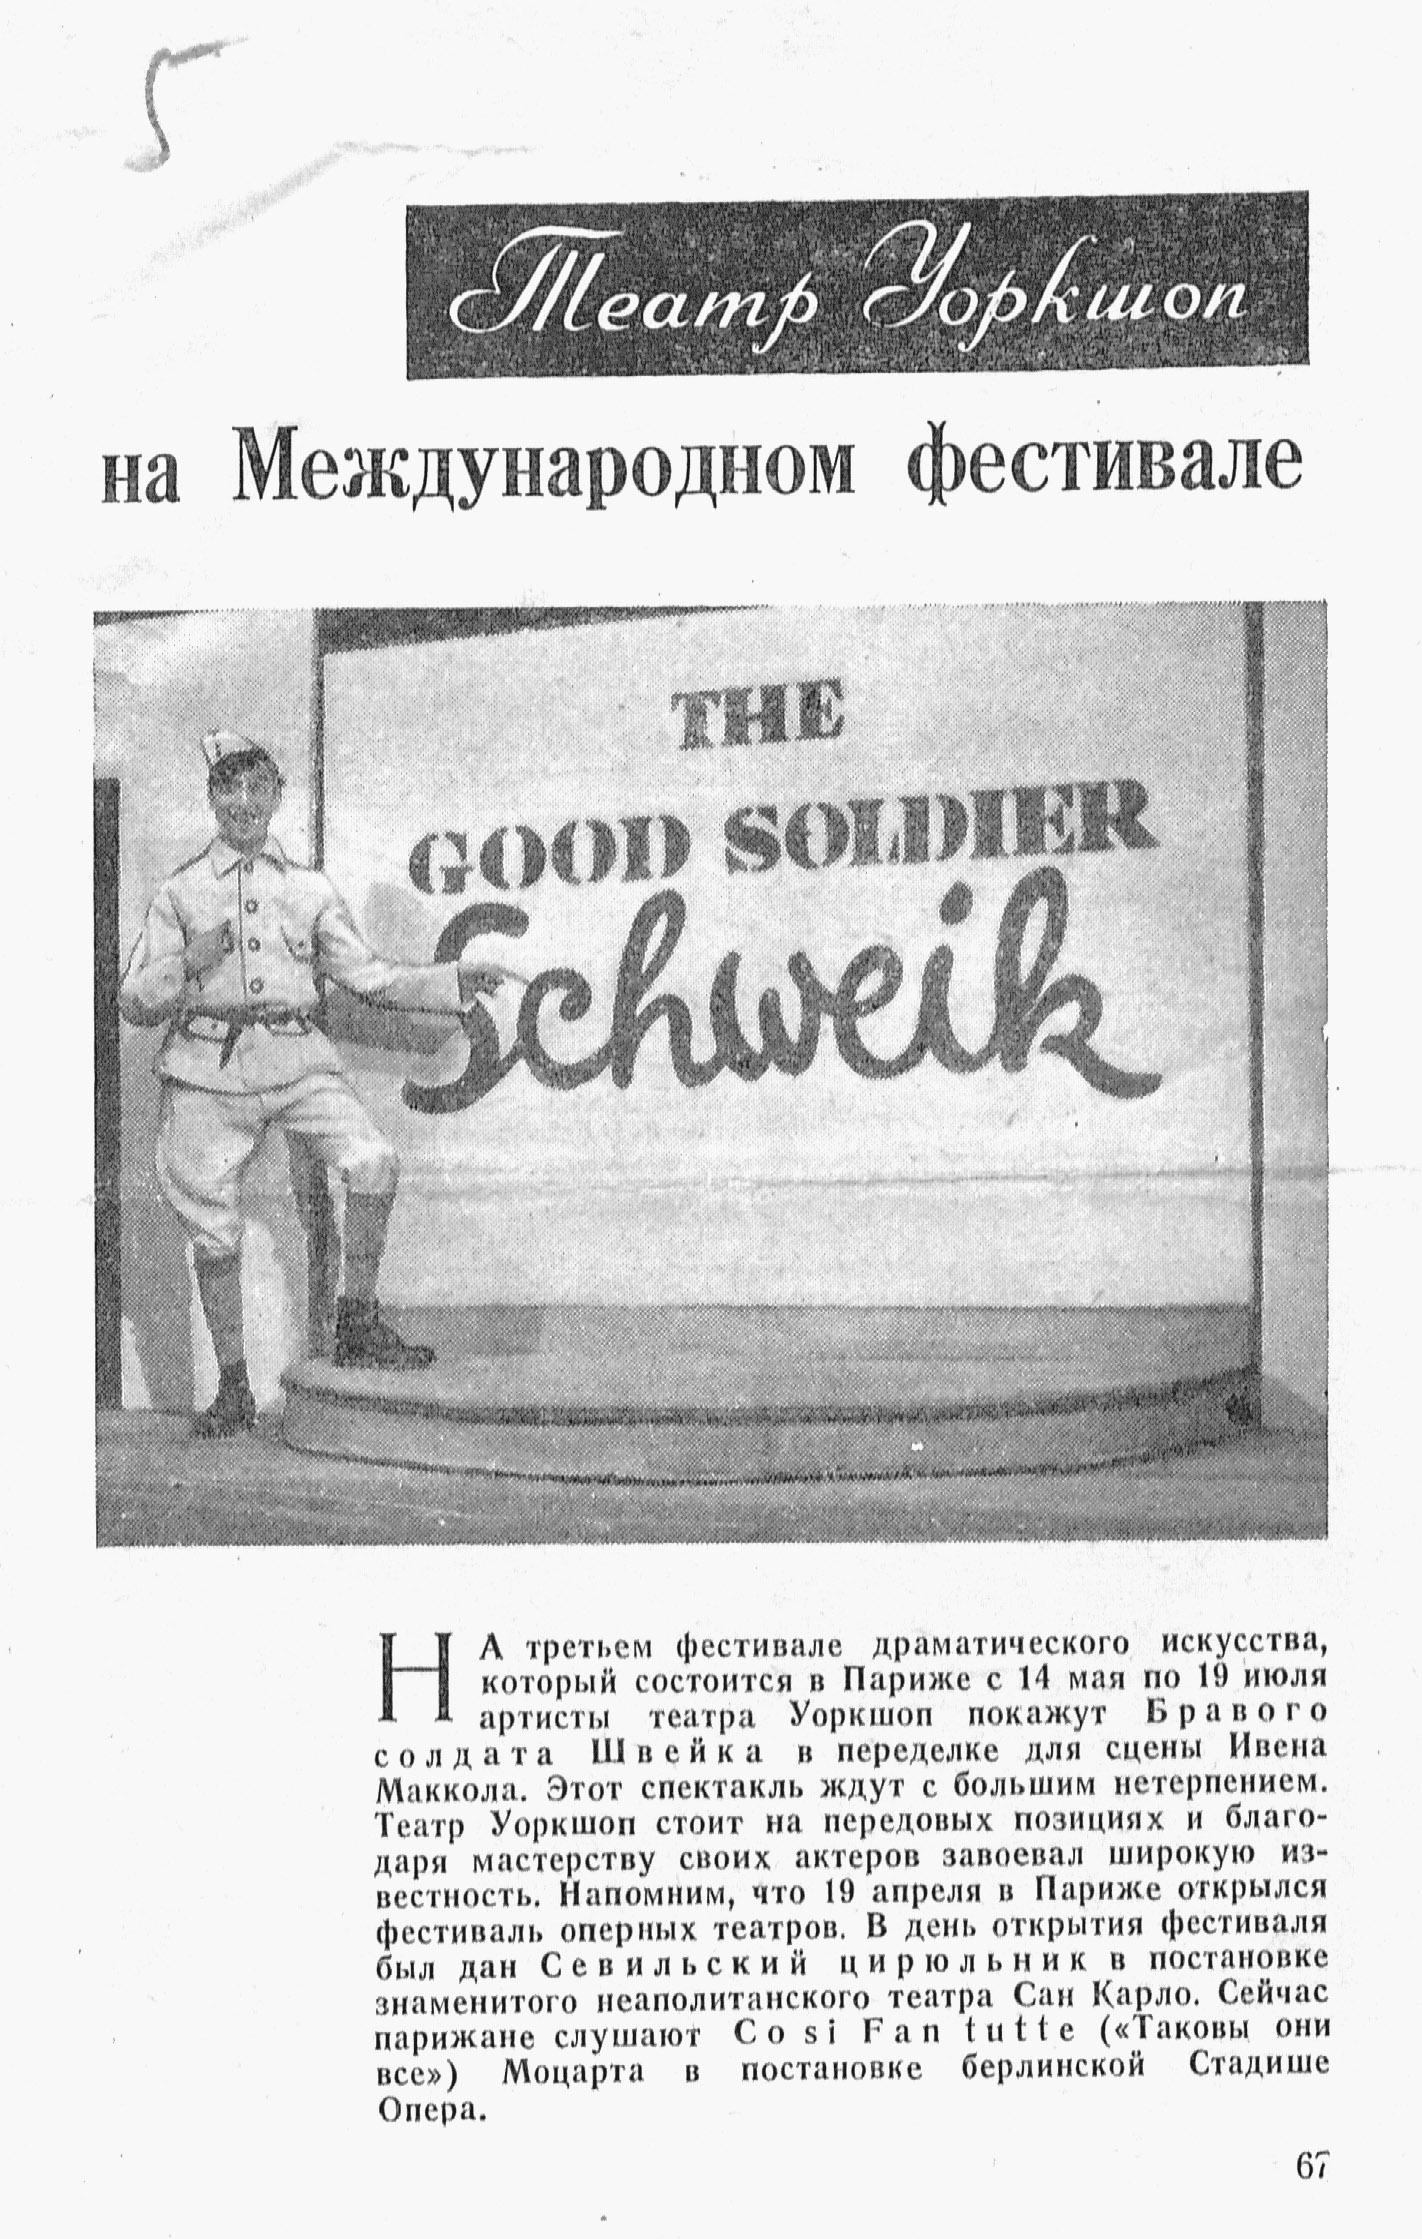 Театр Уоркшоп
на Международном фестивале
THE
GOOD SOLDIER
Schweik
НА третьем фестивале драматического искусства,
который состоится в Париже с 14 мая по 19 июля
артисты театра Уоркшоп покажут Бравого
солдата Швейка в переделке для сцены Ивена
Маккола. Этот спектакль ждут с большим нетерпением.
Театр Уоркшоп стоит на передовых позициях и благо-
даря мастерству своих актеров завоевал широкую из-
вестность. Напомним, что 19 апреля в Париже открылся
фестиваль оперных театров. В день открытия фестиваля
был дан Севильский цирюльник в постановке
знаменитого неаполитанского театра Сан Карло. Сейчас
парижане слушают Cosi Fan tutte («Таковы они
все») Моцарта в постановке берлинской Стадише
Опера.
67